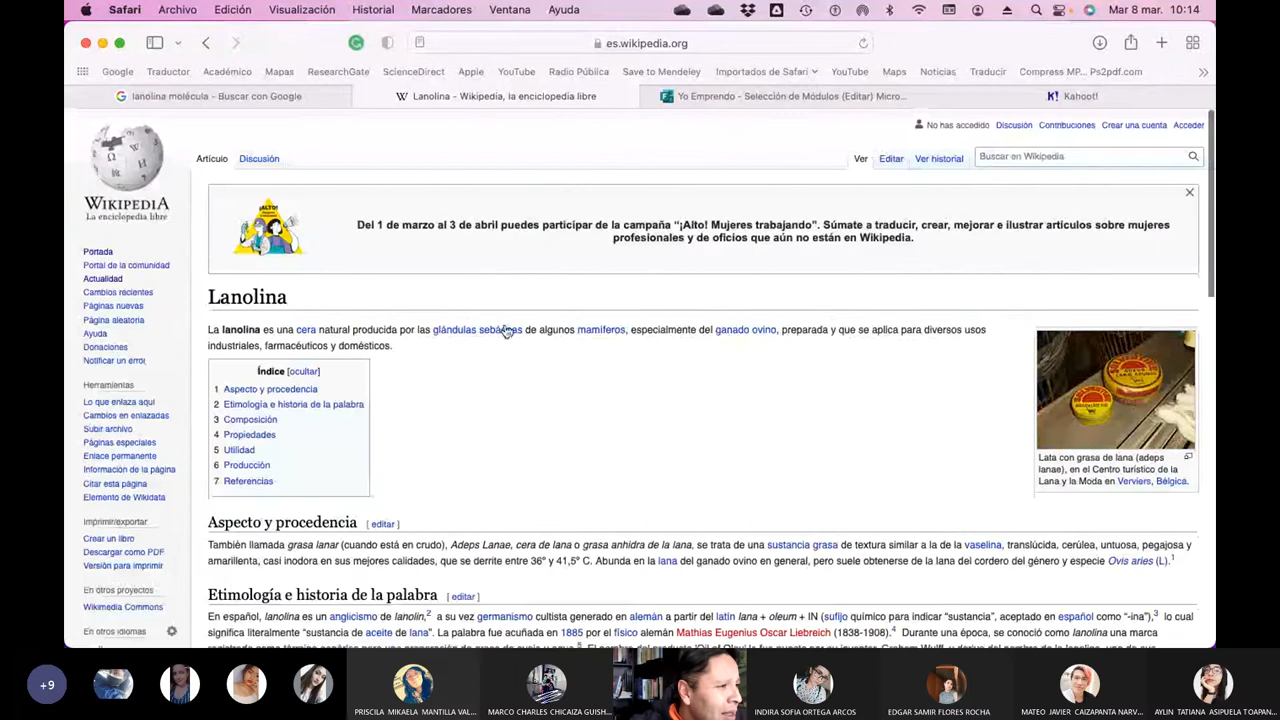 Safari Archivo Edición Visualización Historial Marcadores Ventana Ayuda Mar 8 mar. 10:14
es.wikipedia.org
Google Traductor Académico Mapas ResearchGate ScienceDirect Apple YouTube Radio Pública Save to Mendeley Importados de Safari YouTube Maps Noticias Traducir Compress MP... Ps2pdf.com
lanolina molécula - Buscar con Google
Lanolina - Wikipedia, la enciclopedia libre
Yo Emprendo - Selección de Módulos (Editar) Micro...
Kahoot!
No has accedido Discusión Contribuciones Crear una cuenta Acceder
Artículo Discusión
Ver Editar Ver historial
Buscar en Wikipedia
WIKIPEDIA
La enciclopedia libre
Portada
Portal de la comunidad
Actualidad
Cambios recientes
Páginas nuevas
Página aleatoria
Ayuda
Donaciones
Notificar un error
Herramientas
Lo que enlaza aquí
Cambios en enlazadas
Subir archivo
Páginas especiales
Enlace permanente
Información de la página
Citar esta página
Elemento de Wikidata
Imprimir/exportar
Crear un libro
Descargar como PDF
Versión para imprimir
En otros proyectos
Wikimedia Commons
En otros idiomas
¡ALTO!
Del 1 de marzo al 3 de abril puedes participar de la campaña “¡Alto! Mujeres trabajando”. Súmate a traducir, crear, mejorar e ilustrar artículos sobre mujeres
profesionales y de oficios que aún no están en Wikipedia.
Lanolina
La lanolina es una cera natural producida por las glándulas sebáceas de algunos mamíferos, especialmente del ganado ovino, purificada y que se aplica para diversos usos
industriales, farmacéuticos y domésticos.
Índice [ocultar]
1 Aspecto y procedencia
2 Etimología e historia de la palabra
3 Composición
4 Propiedades
5 Utilidad
6 Producción
7 Referencias
Lata con grasa de lana (adeps
lanae), en el Centro turístico de la
Lana y la Moda en Verviers, Bélgica.
Aspecto y procedencia [ editar ]
También llamada grasa lanar (cuando está en crudo), Adeps Lanae, cera de lana o grasa anhidra de la lana, se trata de una sustancia grasa de textura similar a la de la vaselina, translúcida, cerúlea, untuosa, pegajosa y
amarillenta, casi inodora en sus mejores calidades, que se derrite entre 36º y 41,5º C. Abunda en la lana del ganado ovino en general, pero suele obtenerse de la lana del cordero del género y especie Ovis aries (L).1
Etimología e historia de la palabra [ editar ]
En español, lanolina es un anglicismo de lanolin,2 a su vez germanismo cultista generado en alemán a partir del latín lana + oleum + IN (sufijo químico para indicar “sustancia”, aceptado en español como “-ina”),3 lo cual
significa literalmente “sustancia de aceite de lana”. La palabra fue acuñada en 1885 por el físico alemán Mathias Eugenius Oscar Liebreich (1838-1908).4 Durante una época, se conoció como lanolina una marca
+9
PRISCILA MIKAELA MANTILLA VAL...
MARCO CHARLES CHICAIZA GUISH...
INDIRA SOFIA ORTEGA ARCOS
EDGAR SAMIR FLORES ROCHA
MATEO JAVIER CAIZAPANTA NARV...
AYLIN TATIANA ASIPUELA TOAPAN...